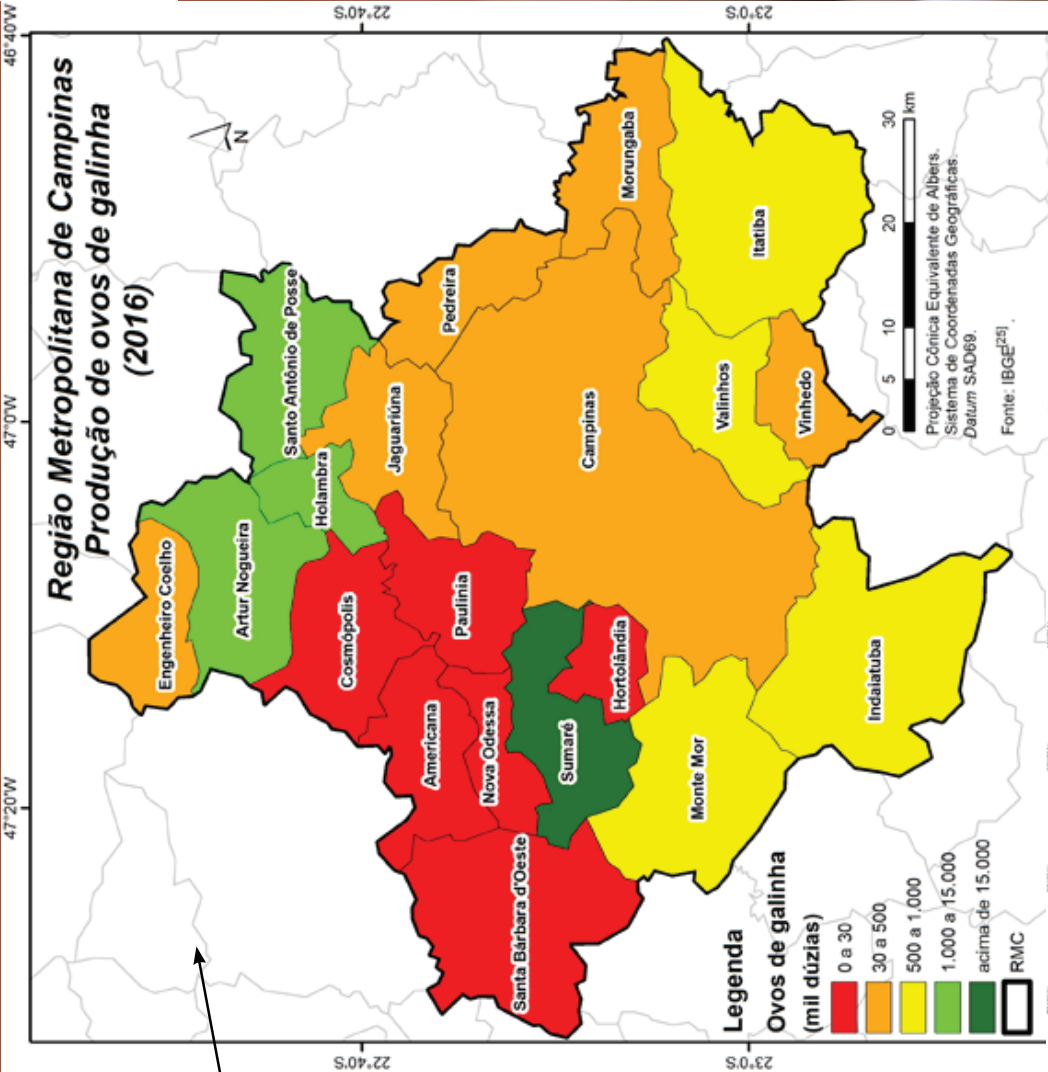 Região Metropolitana de Campinas
Produção de ovos de galinha
(2016)
46°40'W
47°0'W
47°20'W
22°40'S
23°0'S
22°40'S
23°0'S
N
Engenheiro Coelho
Artur Nogueira
Santo Antônio de Posse
Holambra
Cosmópolis
Jaguariúna
Pedreira
Paulínia
Americana
Nova Odessa
Santa Bárbara d'Oeste
Sumaré
Hortolândia
Campinas
Morungaba
Monte Mor
Valinhos
Itatiba
Vinhedo
Indaiatuba
Legenda
Ovos de galinha
(mil dúzias)
0 a 30
30 a 500
500 a 1.000
1.000 a 15.000
acima de 15.000
RMC
0 5 10 20 30
km
Projeção Cônica Equivalente de Albers.
Sistema de Coordenadas Geográficas.
Datum SAD69.
Fonte: IBGE[25] .